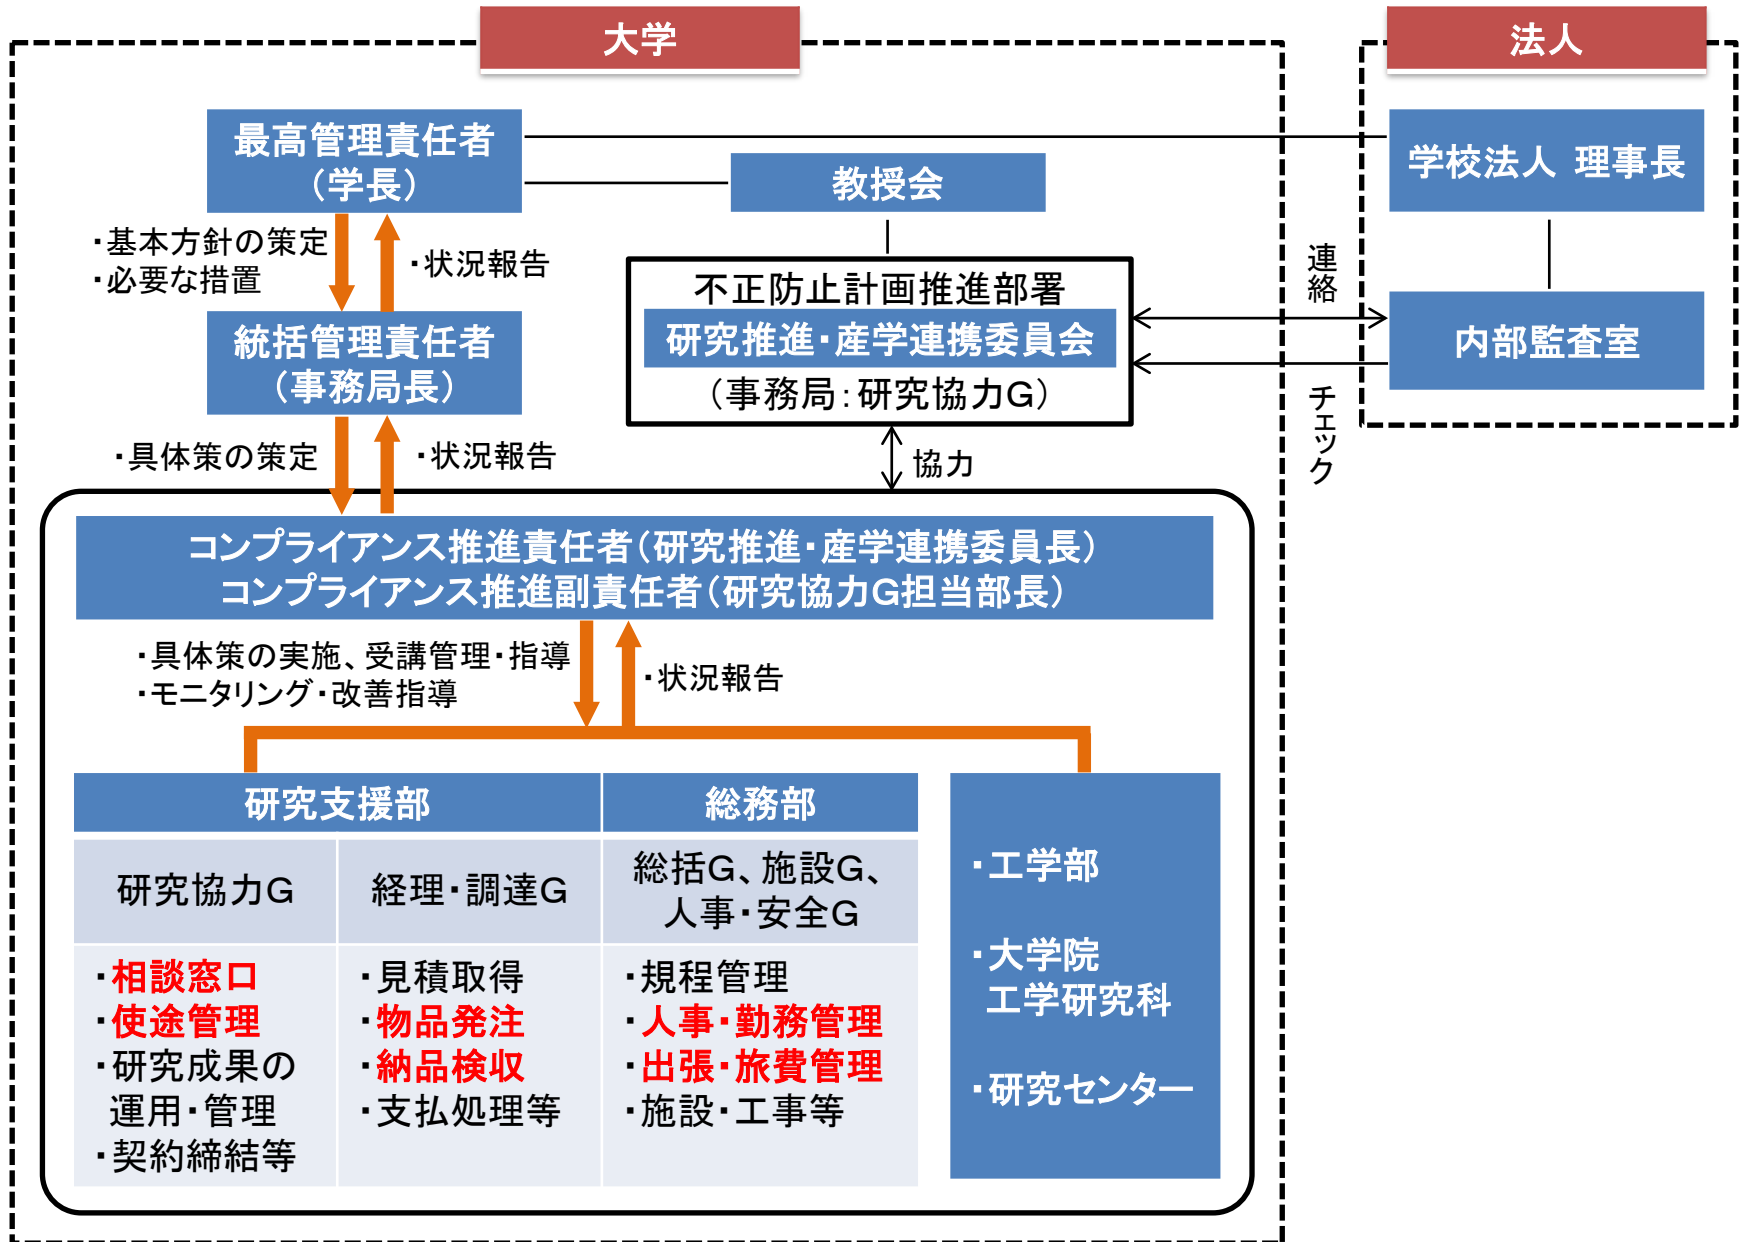 大学
法人
最高管理責任者
（学長）
教授会
学校法人 理事長
・基本方針の策定
・必要な措置
・状況報告
不正防止計画推進部署
研究推進・産学連携委員会
（事務局：研究協力G）
連絡
チェック
内部監査室
統括管理責任者
（事務局長）
・具体策の策定
・状況報告
協力
コンプライアンス推進責任者（研究推進・産学連携委員長）
コンプライアンス推進副責任者（研究協力G担当部長）
・具体策の実施、受講管理・指導
・モニタリング・改善指導
・状況報告
研究支援部
総務部
研究協力G
経理・調達G
総括G、施設G、
人事・安全G
・相談窓口
・使途管理
・研究成果の
運用・管理
・契約締結等
・見積取得
・物品発注
・納品検収
・支払処理等
・規程管理
・人事・勤務管理
・出張・旅費管理
・施設・工事等
・工学部
・大学院
工学研究科
・研究センター